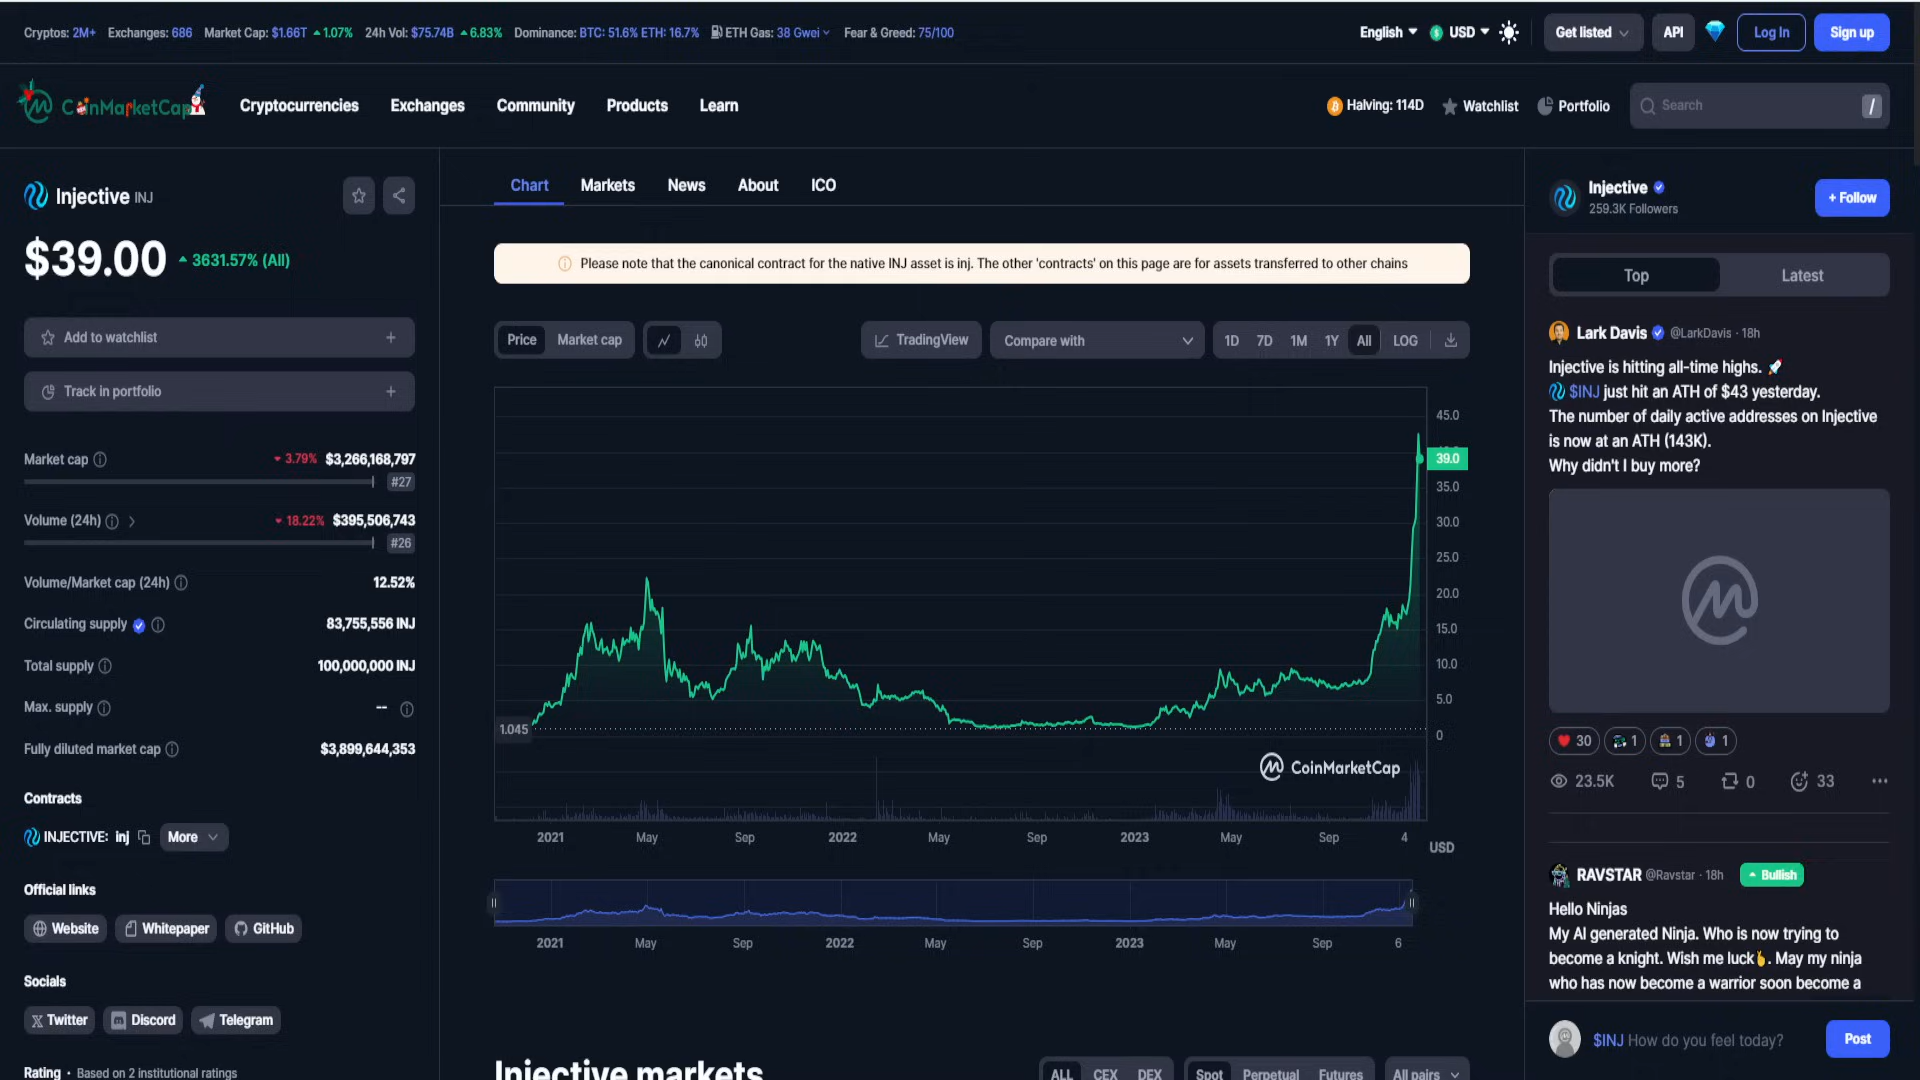 Cryptos: 2M+ Exchanges: 686 Market Cap: $1.66T 1.07% 24h Vol: $75.74B 6.83% Dominance: BTC: 51.6% ETH: 16.7% ETH Gas: 38 Gwei Fear & Greed: 75/100
English USD Get listed API Log In Sign up
CoinMarketCap Cryptocurrencies Exchanges Community Products Learn
Halving: 114D Watchlist Portfolio Search /
Injective INJ
$39.00 3631.57% (All)
Add to watchlist +
Track in portfolio +
Market cap 3.79% $3,266,168,797
#27
Volume (24h) 18.22% $395,506,743
#26
Volume/Market cap (24h) 12.52%
Circulating supply 83,755,556 INJ
Total supply 100,000,000 INJ
Max. supply --
Fully diluted market cap $3,899,644,353
Contracts
INJECTIVE: inj More
Official links
Website Whitepaper GitHub
Socials
Twitter Discord Telegram
Rating • Based on 2 institutional ratings
Chart Markets News About ICO
Please note that the canonical contract for the native INJ asset is inj. The other 'contracts' on this page are for assets transferred to other chains
Price Market cap TradingView Compare with 1D 7D 1M 1Y All LOG
45.0
39.0
35.0
30.0
25.0
20.0
15.0
10.0
5.0
1.045
0
CoinMarketCap
2021 May Sep 2022 May Sep 2023 May Sep 4
USD
2021 May Sep 2022 May Sep 2023 May Sep 6
Injective markets
ALL CEX DEX Spot Perpetual Futures All pairs
Injective
259.3K Followers
+ Follow
Top Latest
Lark Davis @LarkDavis · 18h
Injective is hitting all-time highs. 🚀
$INJ just hit an ATH of $43 yesterday.
The number of daily active addresses on Injective
is now at an ATH (143K).
Why didn't I buy more?
30 1 1 1
23.5K 5 0 33
RAVSTAR @Ravstar · 18h Bullish
Hello Ninjas
My AI generated Ninja. Who is now trying to
become a knight. Wish me luck🤞. May my ninja
who has now become a warrior soon become a
$INJ How do you feel today? Post